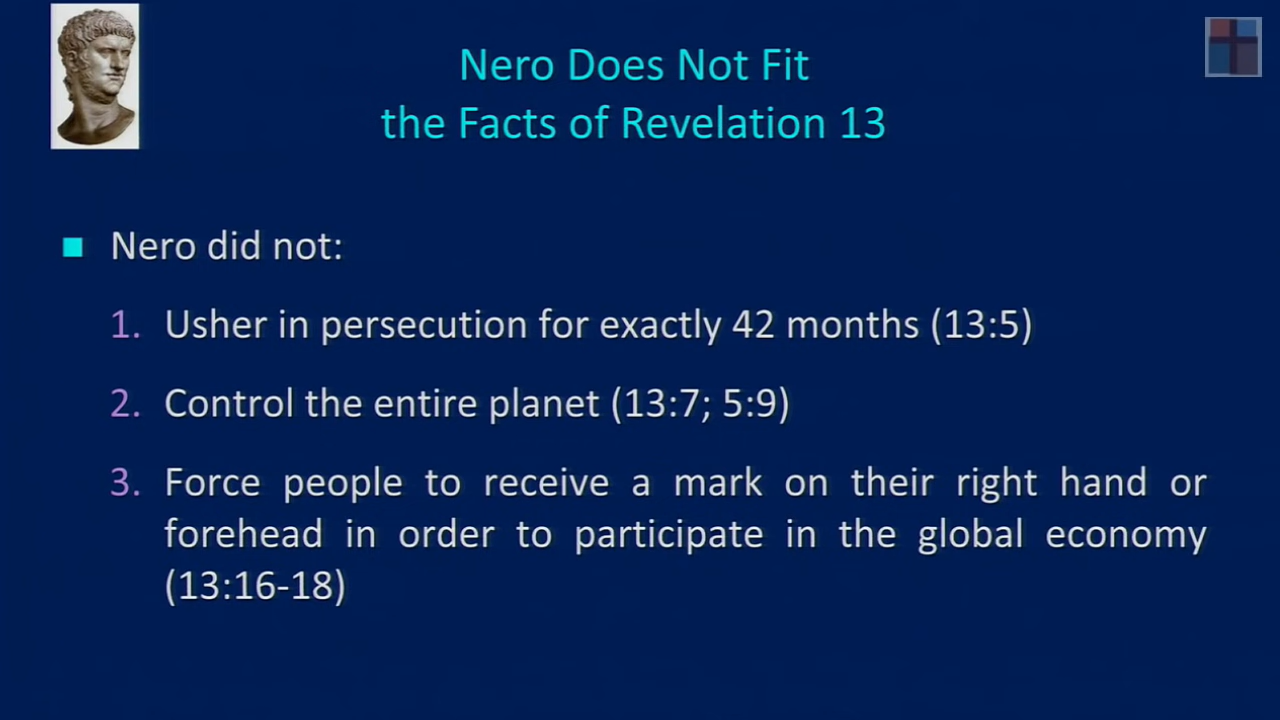 Nero Does Not Fit
the Facts of Revelation 13
Nero did not:
1. Usher in persecution for exactly 42 months (13:5)
2. Control the entire planet (13:7; 5:9)
3. Force people to receive a mark on their right hand or
forehead in order to participate in the global economy
(13:16-18)